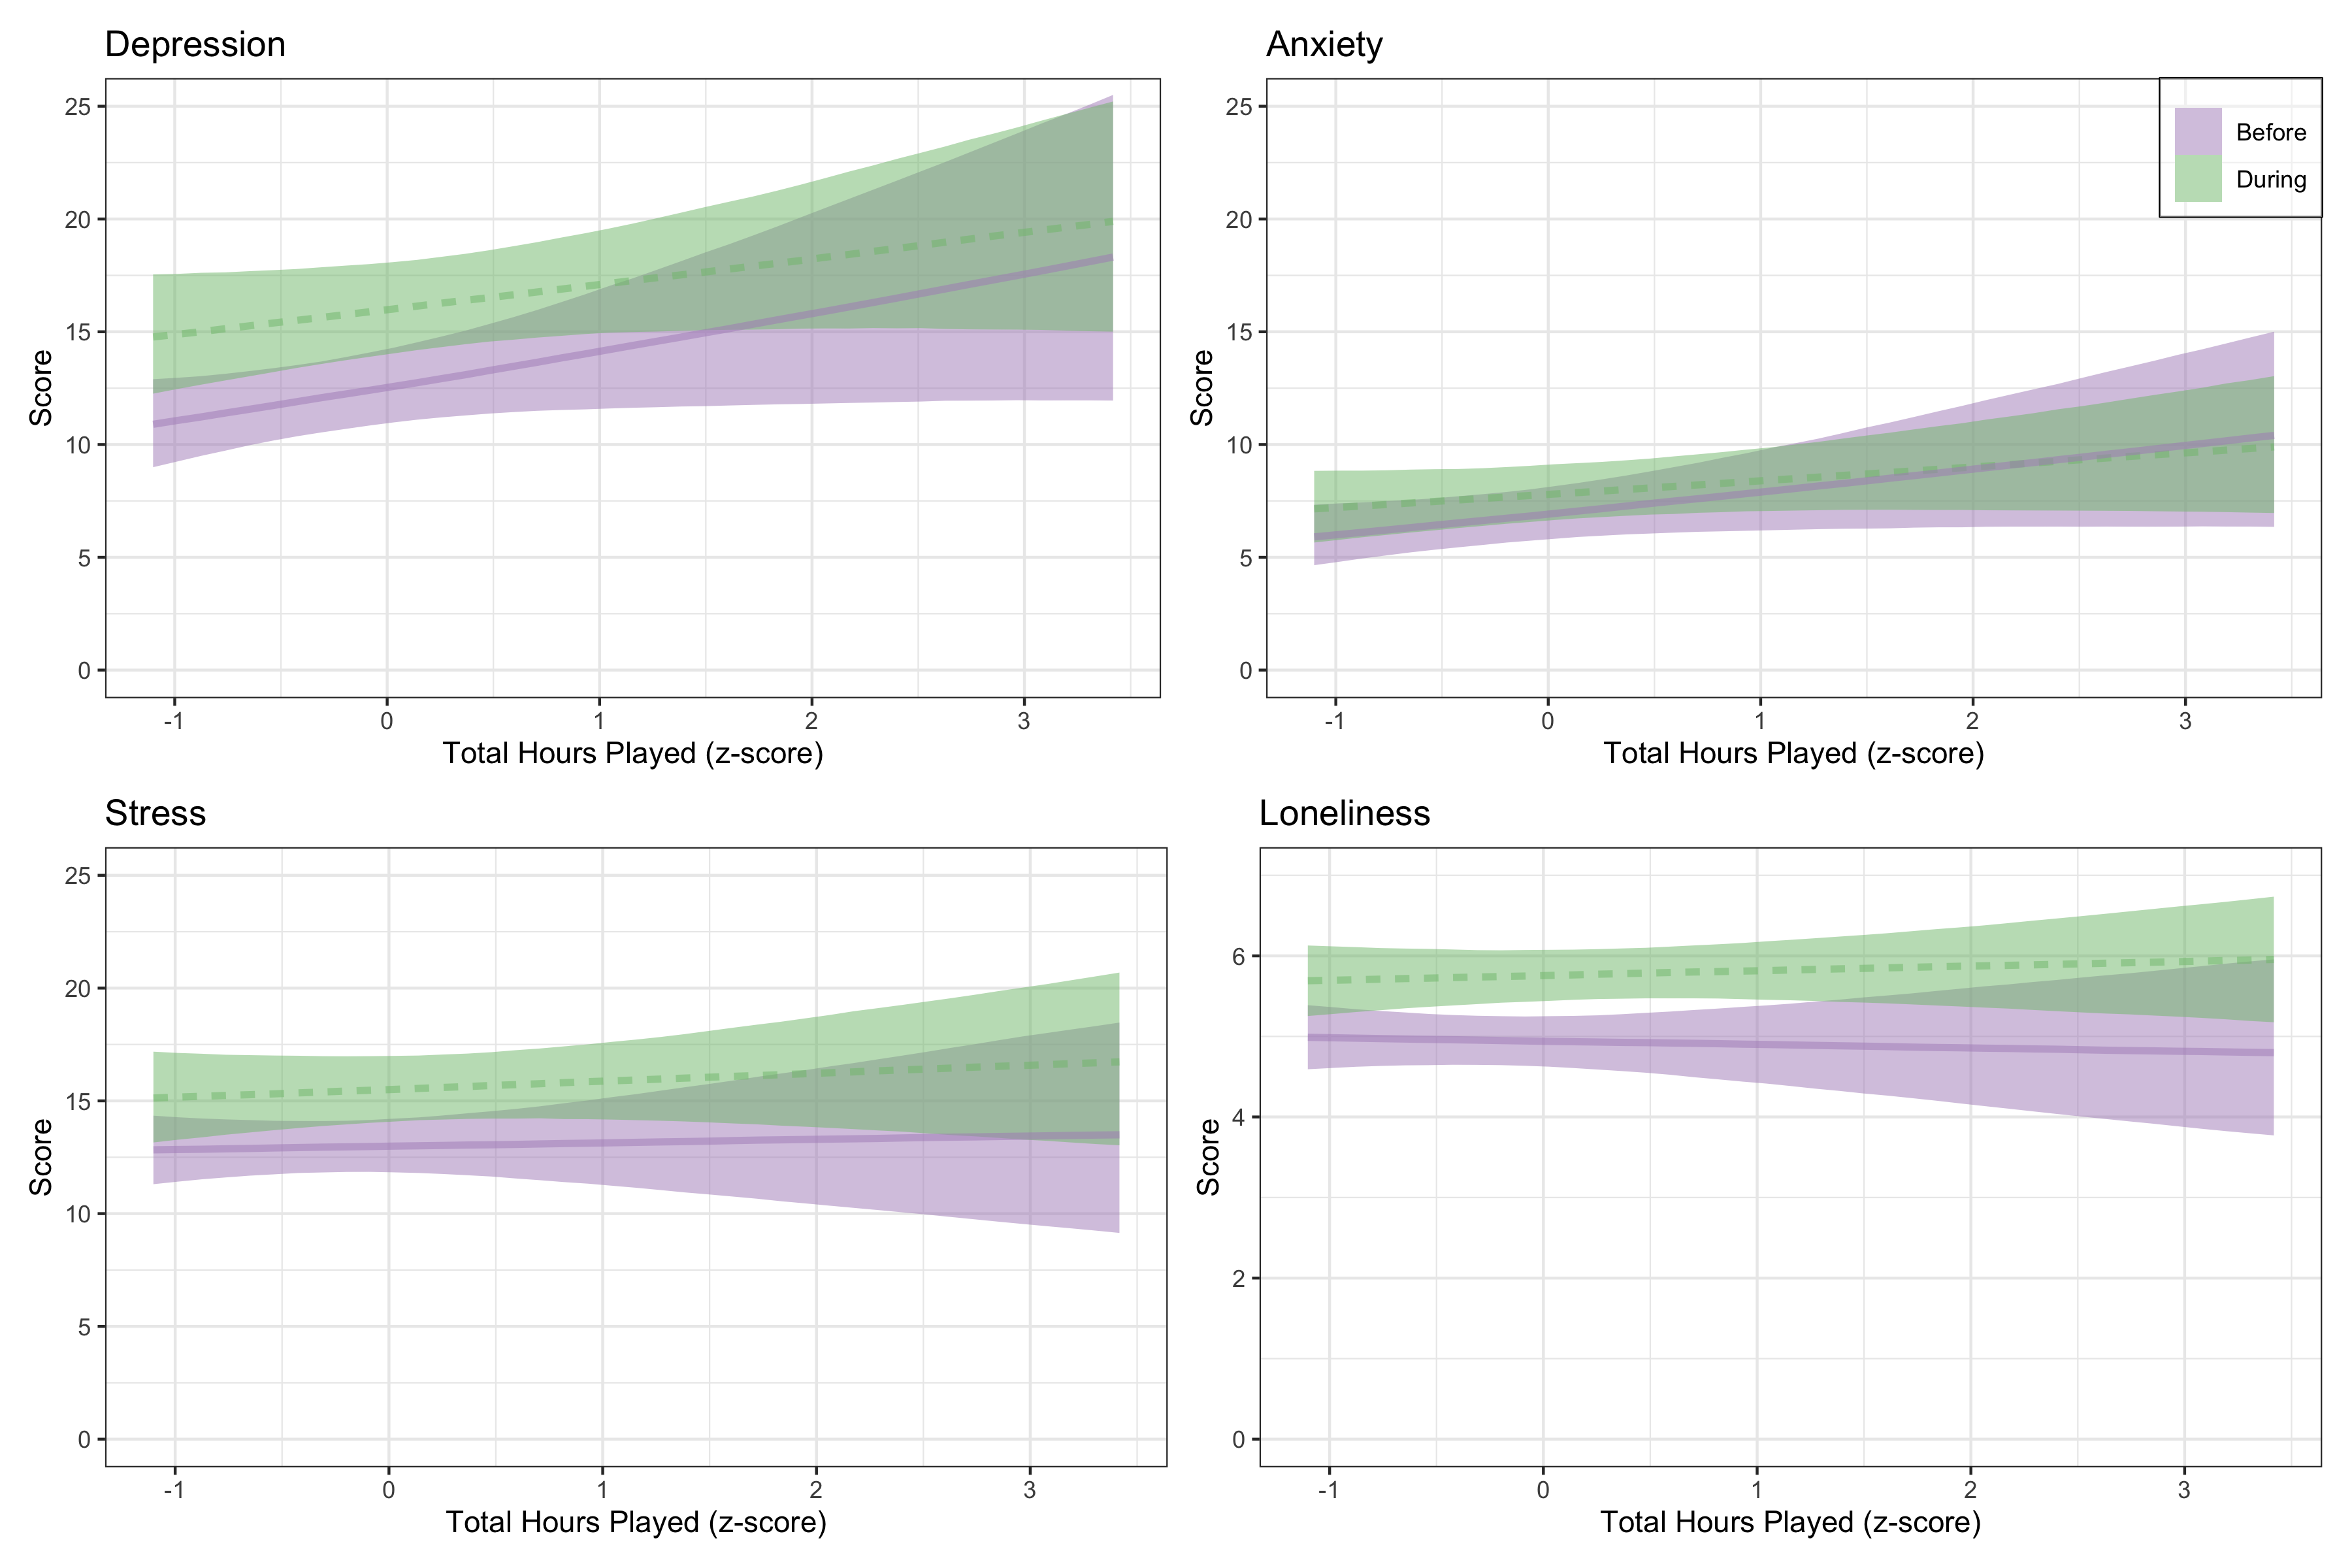 Depression
Score
25
20
15
10
5
0
-1 0 1 2 3
Total Hours Played (z-score)
Anxiety
Score
25
20
15
10
5
0
-1 0 1 2 3
Total Hours Played (z-score)
Before
During
Stress
Score
25
20
15
10
5
0
-1 0 1 2 3
Total Hours Played (z-score)
Loneliness
Score
6
4
2
0
-1 0 1 2 3
Total Hours Played (z-score)